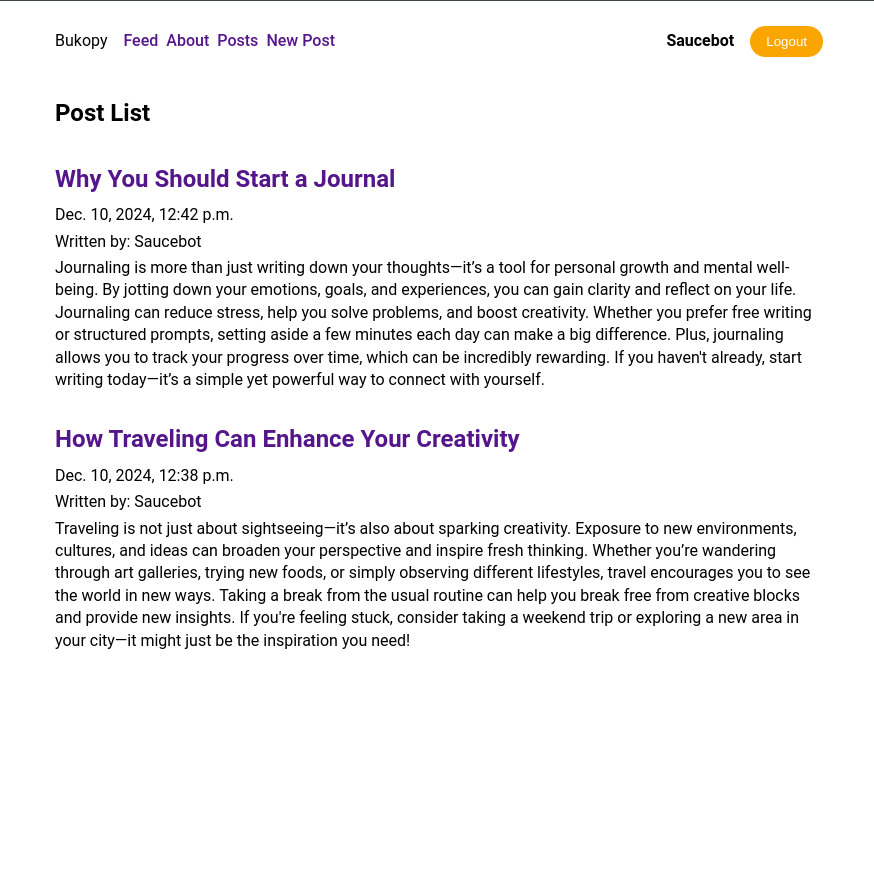 Bukopy Feed About Posts New Post Saucebot Logout
Post List
Why You Should Start a Journal
Dec. 10, 2024, 12:42 p.m.
Written by: Saucebot
Journaling is more than just writing down your thoughts—it’s a tool for personal growth and mental well-
being. By jotting down your emotions, goals, and experiences, you can gain clarity and reflect on your life.
Journaling can reduce stress, help you solve problems, and boost creativity. Whether you prefer free writing
or structured prompts, setting aside a few minutes each day can make a big difference. Plus, journaling
allows you to track your progress over time, which can be incredibly rewarding. If you haven't already, start
writing today—it’s a simple yet powerful way to connect with yourself.
How Traveling Can Enhance Your Creativity
Dec. 10, 2024, 12:38 p.m.
Written by: Saucebot
Traveling is not just about sightseeing—it’s also about sparking creativity. Exposure to new environments,
cultures, and ideas can broaden your perspective and inspire fresh thinking. Whether you’re wandering
through art galleries, trying new foods, or simply observing different lifestyles, travel encourages you to see
the world in new ways. Taking a break from the usual routine can help you break free from creative blocks
and provide new insights. If you're feeling stuck, consider taking a weekend trip or exploring a new area in
your city—it might just be the inspiration you need!